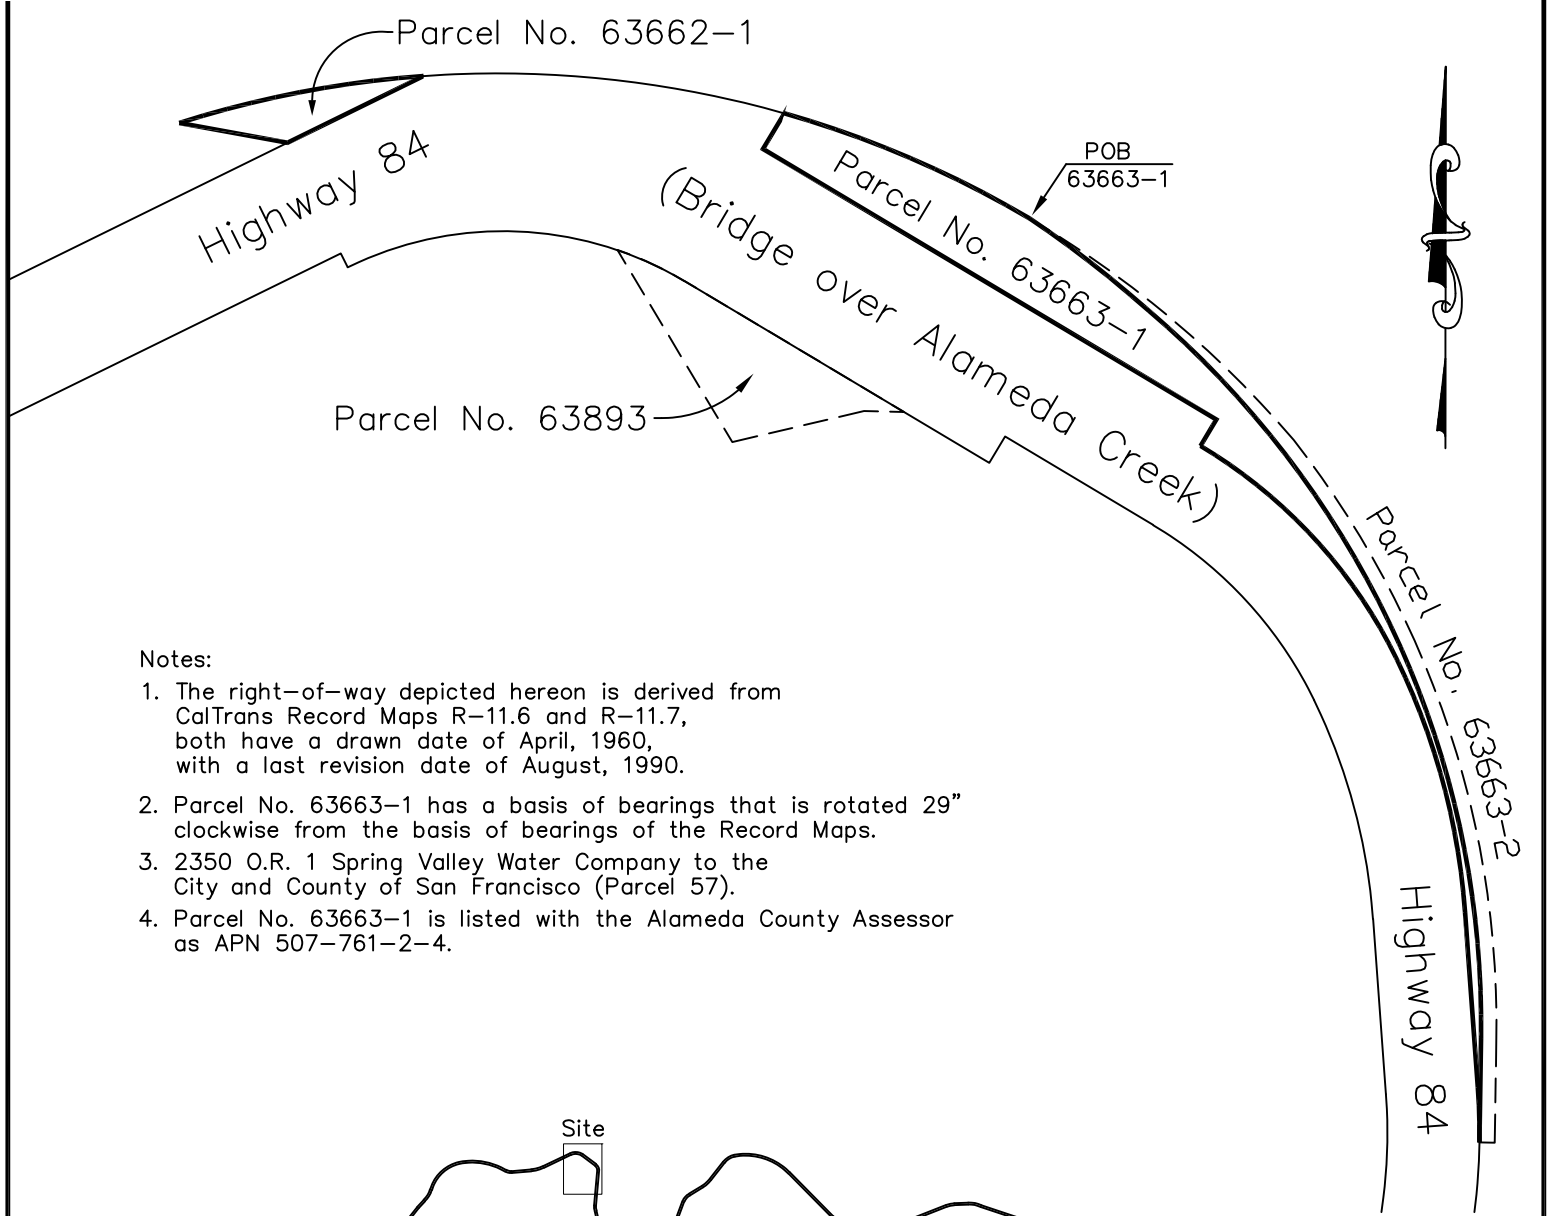 Parcel No. 63662-1
Highway 84
POB
63663-1
Parcel No. 63663-1
(Bridge over Alameda Creek)
Parcel No. 63893
Parcel No. 63663-2
Highway 84
Notes:
1. The right-of-way depicted hereon is derived from
CalTrans Record Maps R-11.6 and R-11.7,
both have a drawn date of April, 1960,
with a last revision date of August, 1990.
2. Parcel No. 63663-1 has a basis of bearings that is rotated 29"
clockwise from the basis of bearings of the Record Maps.
3. 2350 O.R. 1 Spring Valley Water Company to the
City and County of San Francisco (Parcel 57).
4. Parcel No. 63663-1 is listed with the Alameda County Assessor
as APN 507-761-2-4.
Site